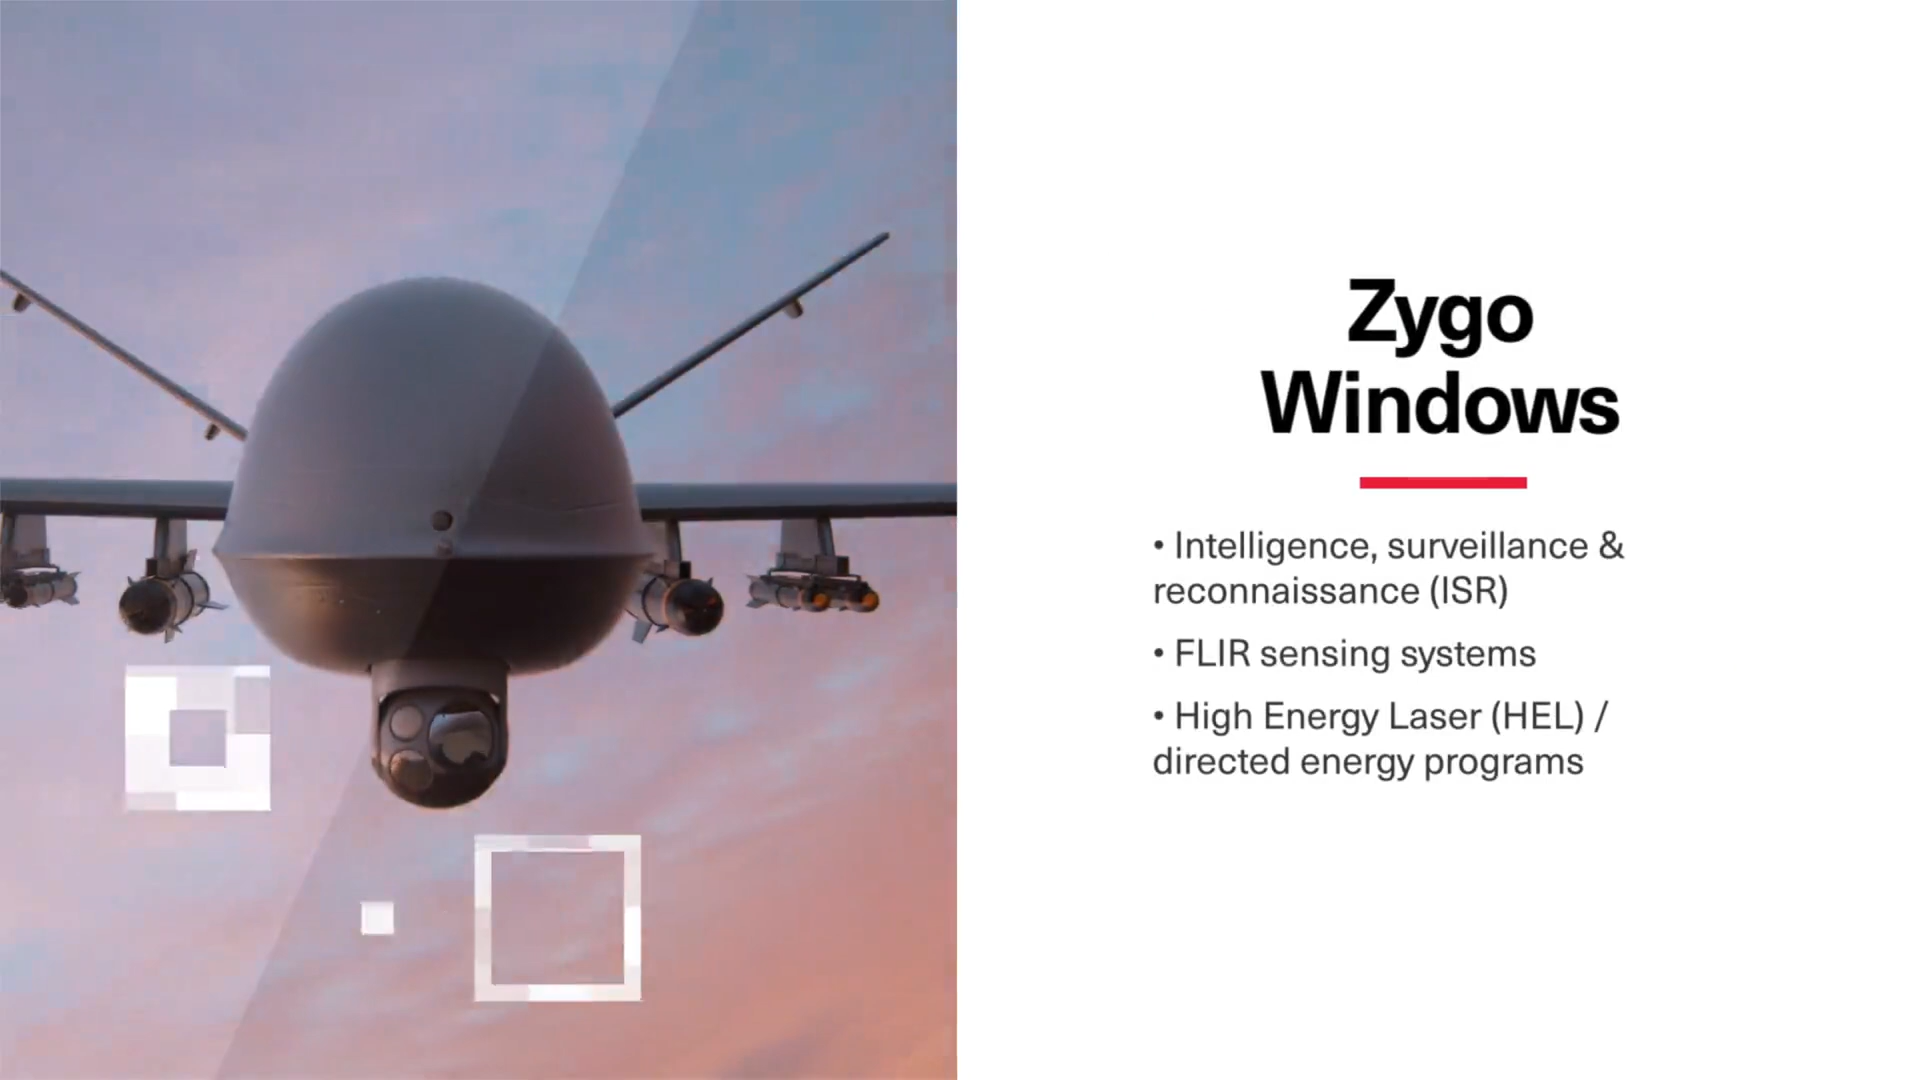 Zygo
Windows
• Intelligence, surveillance &
reconnaissance (ISR)
• FLIR sensing systems
• High Energy Laser (HEL) /
directed energy programs